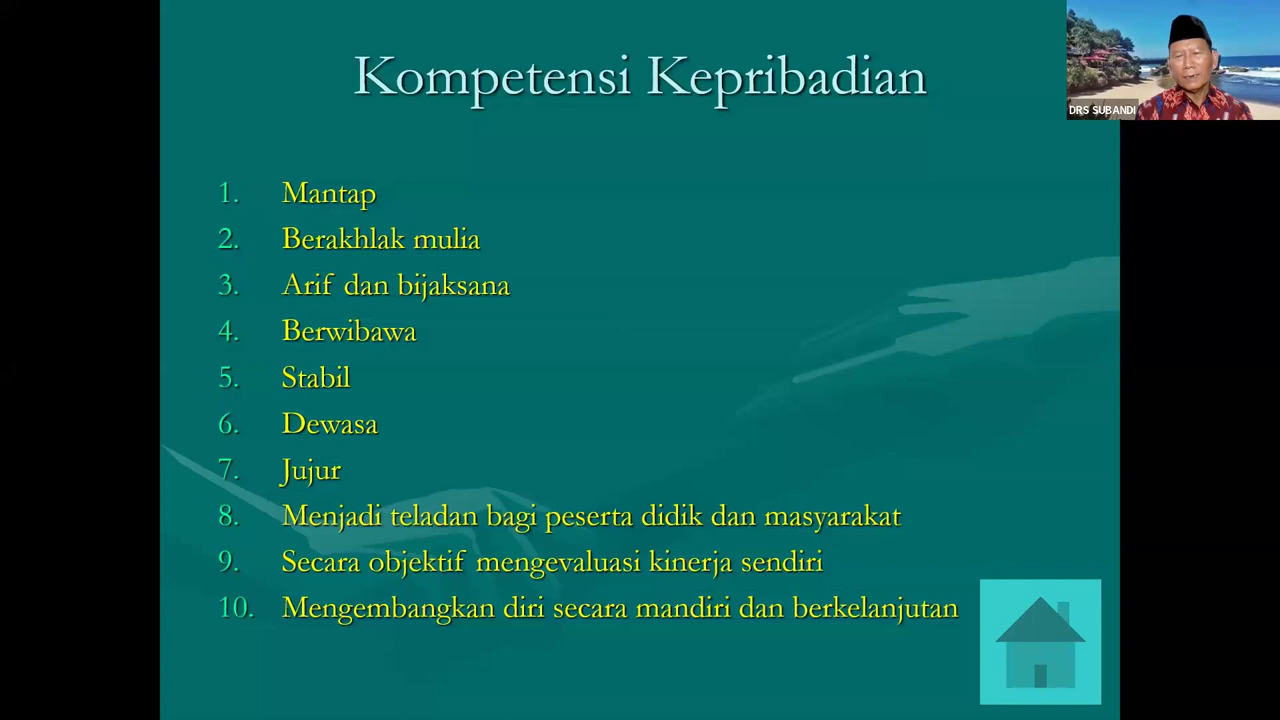 Kompetensi Kepribadian
DRS SUBANDI
1. Mantap
2. Berakhlak mulia
3. Arif dan bijaksana
4. Berwibawa
5. Stabil
6. Dewasa
7. Jujur
8. Menjadi teladan bagi peserta didik dan masyarakat
9. Secara objektif mengevaluasi kinerja sendiri
10. Mengembangkan diri secara mandiri dan berkelanjutan